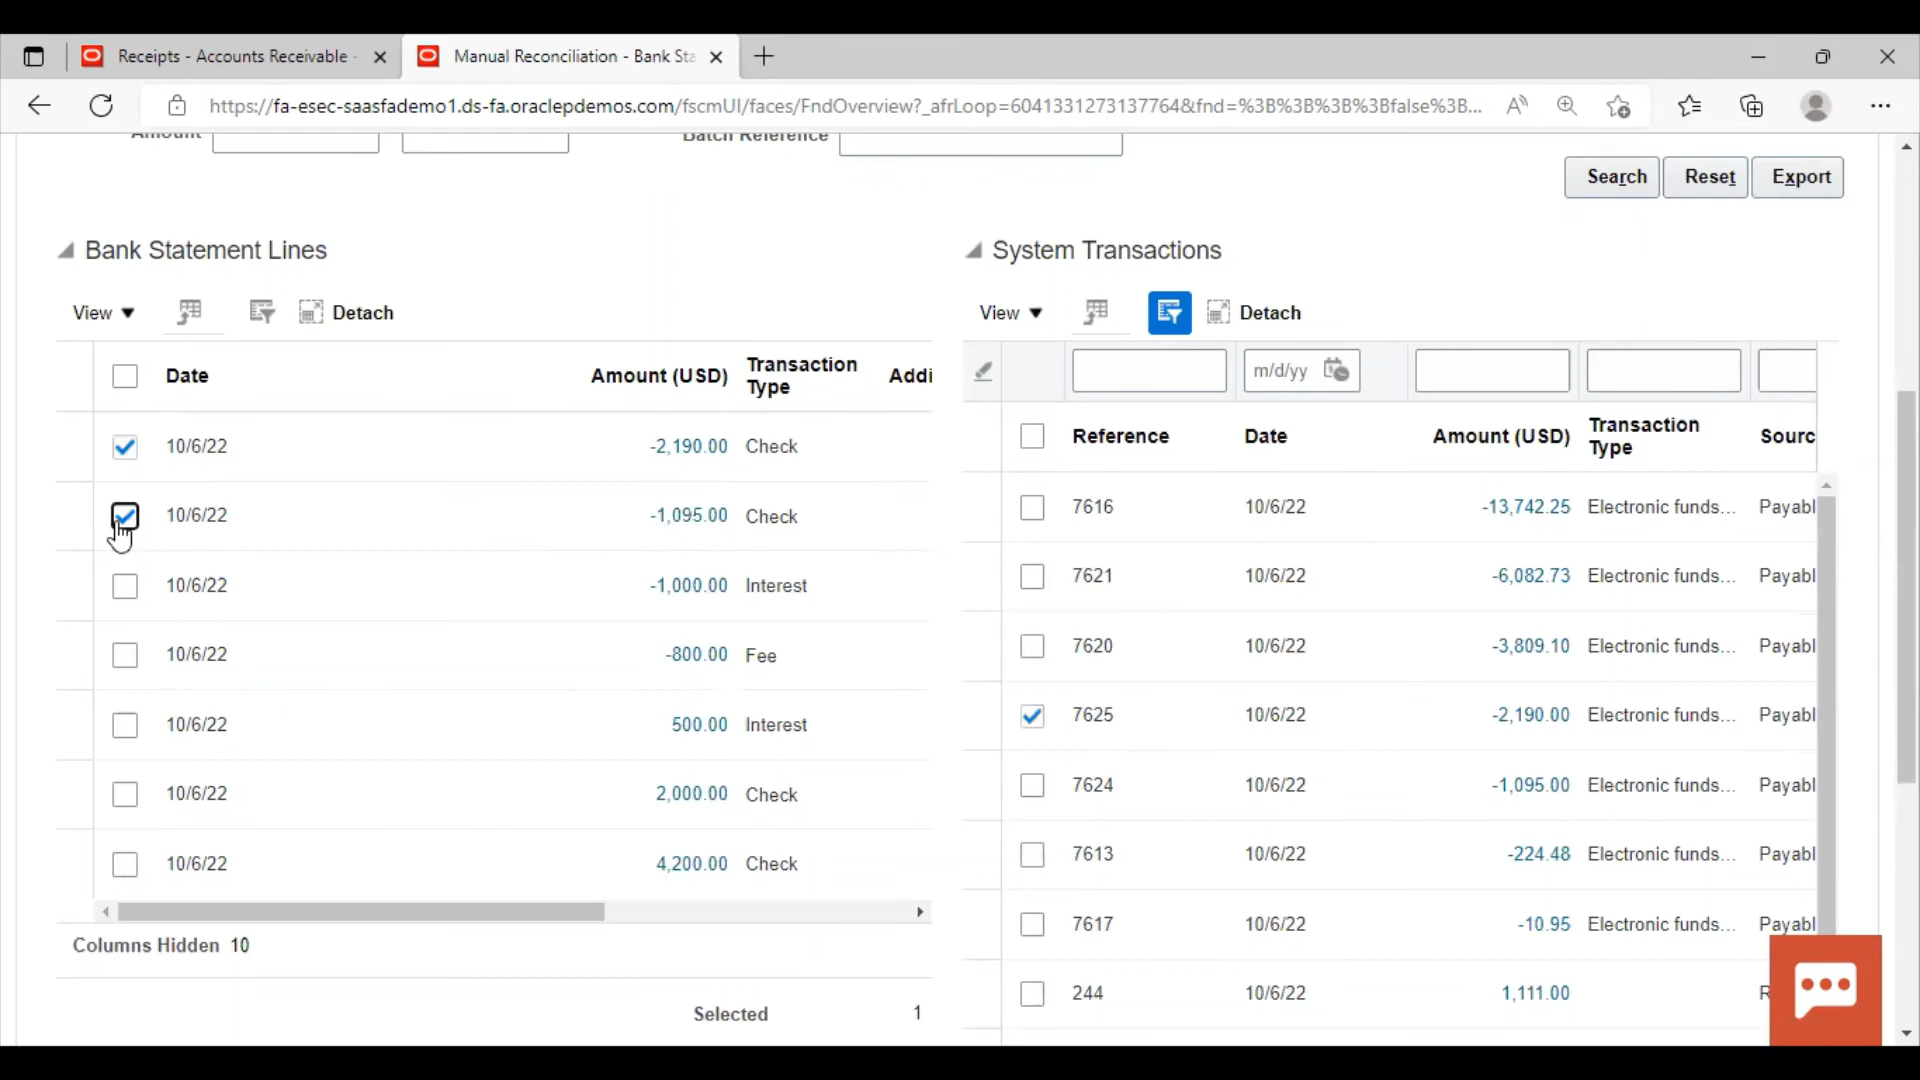 Receipts - Accounts Receivable -
Manual Reconciliation - Bank Sta
https://fa-esec-saasfademo1.ds-fa.oraclepdemos.com/fscmUI/faces/FndOverview?_afrLoop=6041331273137764&fnd=%3B%3B%3B%3Bfalse%3B...
Amount
Batch Reference
Search Reset Export
Bank Statement Lines
View Detach
Date Amount (USD) Transaction Type Addi
10/6/22 -2,190.00 Check
10/6/22 -1,095.00 Check
10/6/22 -1,000.00 Interest
10/6/22 -800.00 Fee
10/6/22 500.00 Interest
10/6/22 2,000.00 Check
10/6/22 4,200.00 Check
Columns Hidden 10
Selected 1
System Transactions
View Detach
m/d/yy
Reference Date Amount (USD) Transaction Type Sourc
7616 10/6/22 -13,742.25 Electronic funds... Payabl
7621 10/6/22 -6,082.73 Electronic funds... Payabl
7620 10/6/22 -3,809.10 Electronic funds... Payabl
7625 10/6/22 -2,190.00 Electronic funds... Payabl
7624 10/6/22 -1,095.00 Electronic funds... Payabl
7613 10/6/22 -224.48 Electronic funds... Payabl
7617 10/6/22 -10.95 Electronic funds... Payabl
244 10/6/22 1,111.00